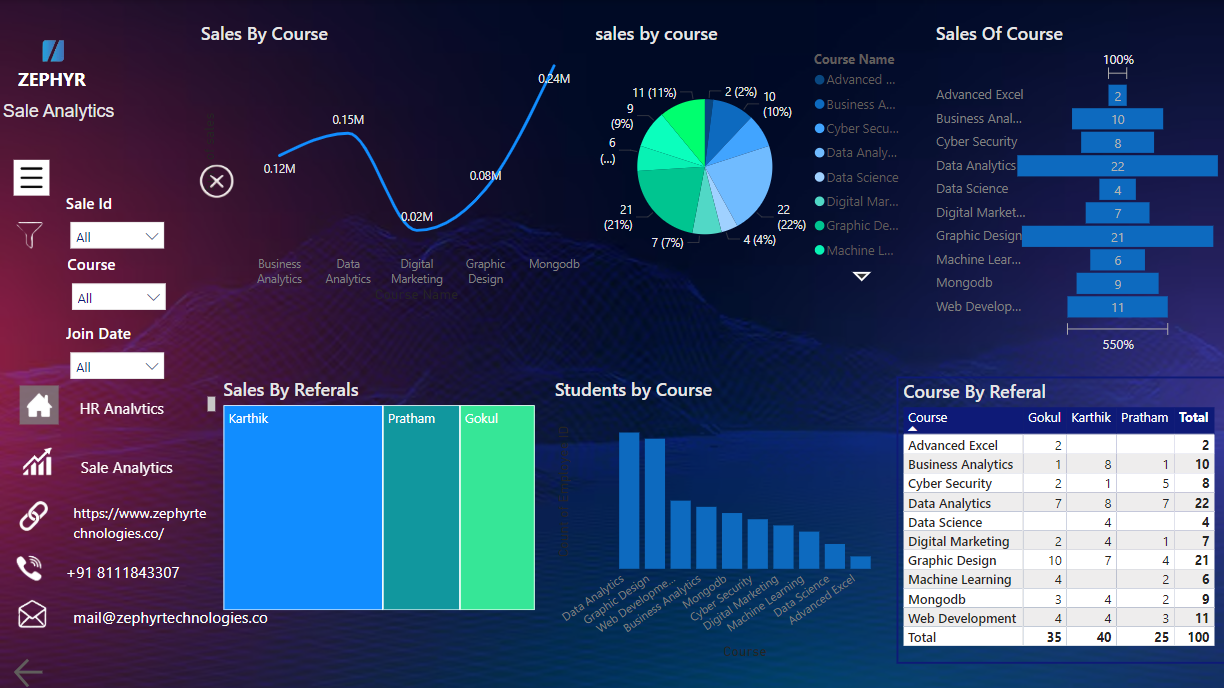 ZEPHYR
Sale Analytics
Sale Id
All
Course
All
Join Date
All
HR Analytics
Sale Analytics
https://www.zephyrte
chnologies.co/
+91 8111843307
mail@zephyrtechnologies.co
Sales By Course
0.12M
0.15M
0.02M
0.08M
0.24M
Business
Analytics
Data
Analytics
Digital
Marketing
Graphic
Design
Mongodb
Course Name
sales by course
2 (2%)
10
(10%)
22
(22%)
4 (4%)
7 (7%)
21
(21%)
6
(...)
9
(9%)
11 (11%)
Course Name
Advanced ...
Business A...
Cyber Secu...
Data Analy...
Data Science
Digital Mar...
Graphic De...
Machine L...
Sales Of Course
100%
Advanced Excel 2
Business Anal... 10
Cyber Security 8
Data Analytics 22
Data Science 4
Digital Market... 7
Graphic Design 21
Machine Lear... 6
Mongodb 9
Web Develop... 11
550%
Sales By Referals
Karthik
Pratham
Gokul
Students by Course
Count of Employee ID
Data Analytics
Graphic Design
Web Developme...
Business Analytics
Mongodb
Cyber Security
Digital Marketing
Machine Learning
Data Science
Advanced Excel
Course
Course By Referal
Course Gokul Karthik Pratham Total
Advanced Excel 2 2
Business Analytics 1 8 1 10
Cyber Security 2 1 5 8
Data Analytics 7 8 7 22
Data Science 4 4
Digital Marketing 2 4 1 7
Graphic Design 10 7 4 21
Machine Learning 4 2 6
Mongodb 3 4 2 9
Web Development 4 4 3 11
Total 35 40 25 100